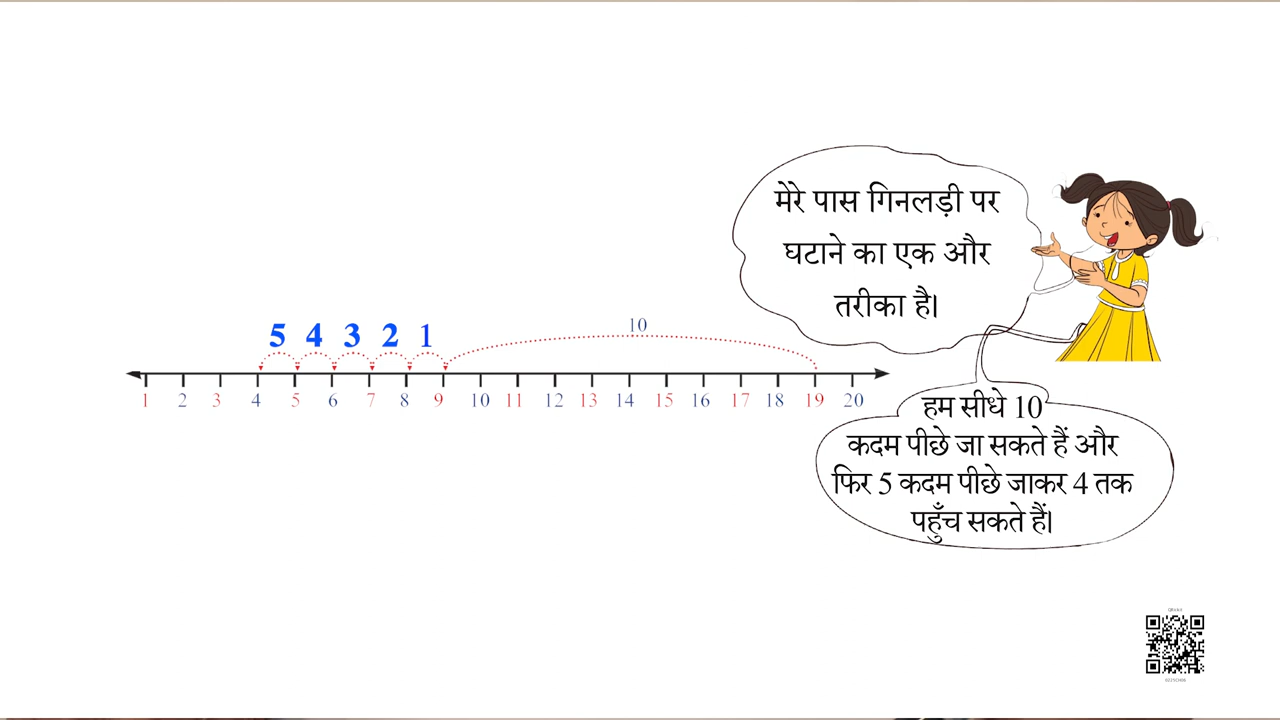 मेरे पास गिनलड़ी पर
घटाने का एक और
तरीका है।
10
5 4 3 2 1
1 2 3 4 5 6 7 8 9 10 11 12 13 14 15 16 17 18 19 20
हम सीधे 10
कदम पीछे जा सकते हैं और
फिर 5 कदम पीछे जाकर 4 तक
पहुँच सकते हैं।